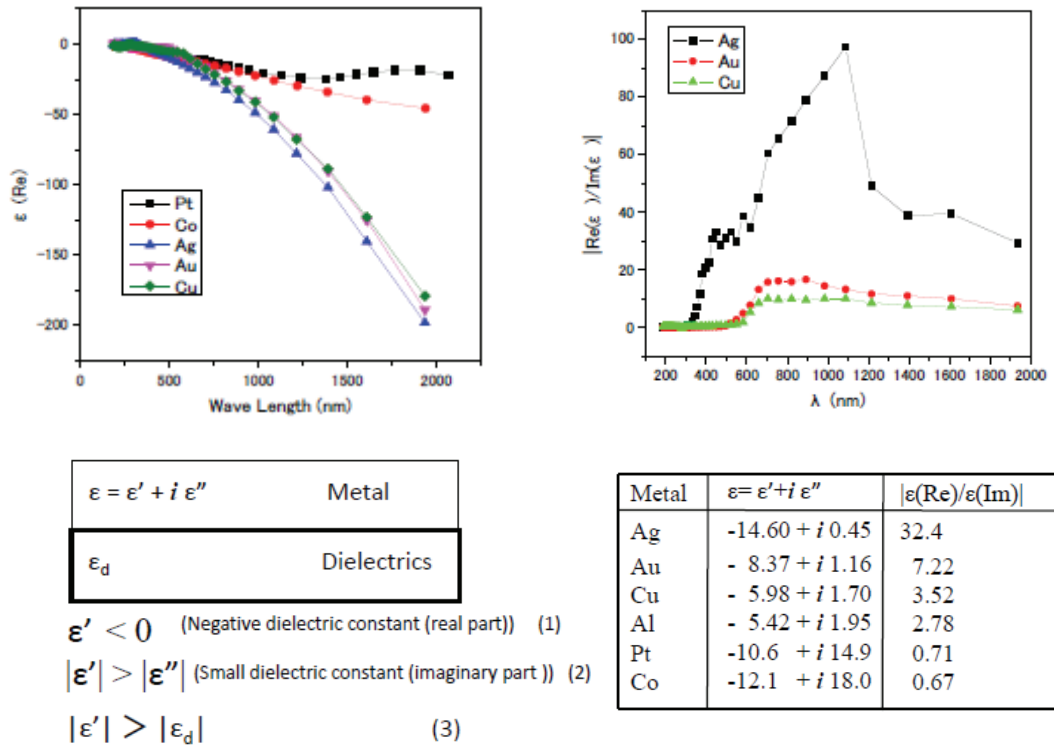 0
-50
-100
-150
-200
ε (Re)
Pt
Co
Ag
Au
Cu
0 500 1000 1500 2000
Wave Length (nm)
100
80
60
40
20
0
|Re(ε )/Im(ε )|
Ag
Au
Cu
200 400 600 800 1000 1200 1400 1600 1800 2000
λ (nm)
ε = ε' + i ε" Metal
εd Dielectrics
ε' < 0 (Negative dielectric constant (real part)) (1)
|ε'| > |ε"| (Small dielectric constant (imaginary part )) (2)
|ε'| > |εd| (3)
Metal ε= ε'+i ε" |ε(Re)/ε(Im)|
Ag -14.60 + i 0.45 32.4
Au - 8.37 + i 1.16 7.22
Cu - 5.98 + i 1.70 3.52
Al - 5.42 + i 1.95 2.78
Pt -10.6 + i 14.9 0.71
Co -12.1 + i 18.0 0.67